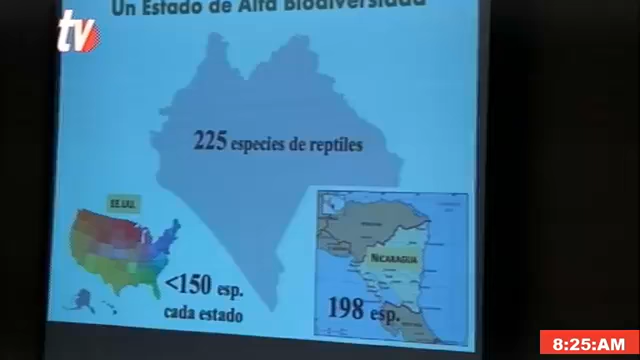 Un Estado de Alta Biodiversidad
tv
225 especies de reptiles
EE.UU.
NICARAGUA
<150 esp.
cada estado
198 esp.
8:25:AM